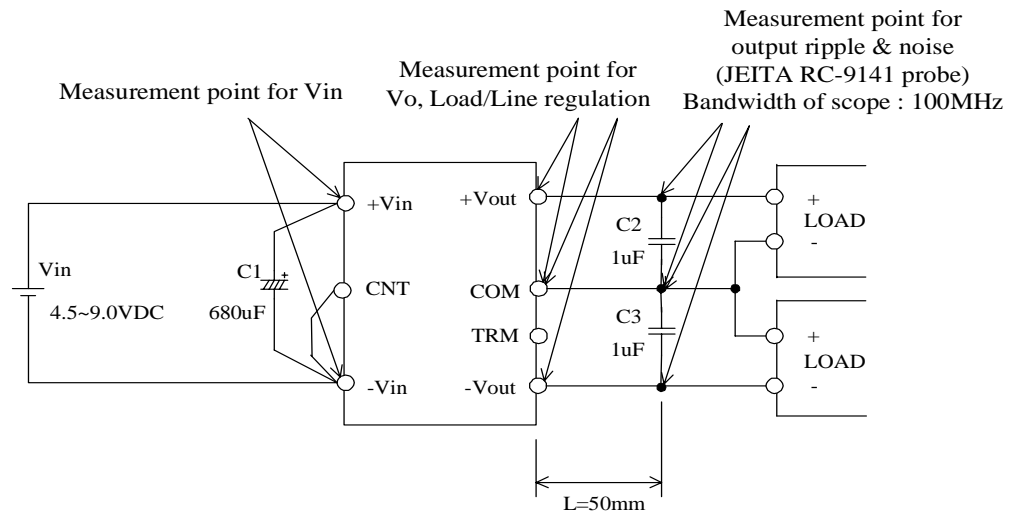 Measurement point for
output ripple & noise
(JEITA RC-9141 probe)
Bandwidth of scope : 100MHz
Measurement point for
Vo, Load/Line regulation
Measurement point for Vin
+Vin
+Vout
+
LOAD
-
C2
1uF
Vin
4.5~9.0VDC
C1
+
680uF
CNT
COM
TRM
C3
1uF
+
LOAD
-
-Vin
-Vout
L=50mm